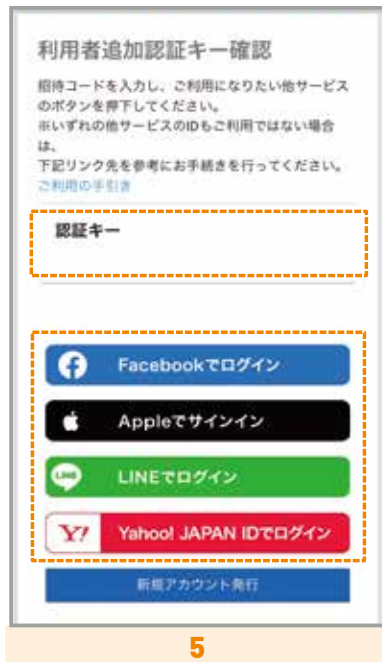 利用者追加認証キー確認
招待コードを入力し、ご利用になりたい他サービス
のボタンを押下してください。
※いずれの他サービスのIDもご利用ではない場合
は、
下記リンク先を参考にお手続きを行ってください。
ご利用の手引き
認証キー
Facebookでログイン
Appleでサインイン
LINE
LINEでログイン
Y!
Yahoo! JAPAN IDでログイン
新規アカウント発行
5